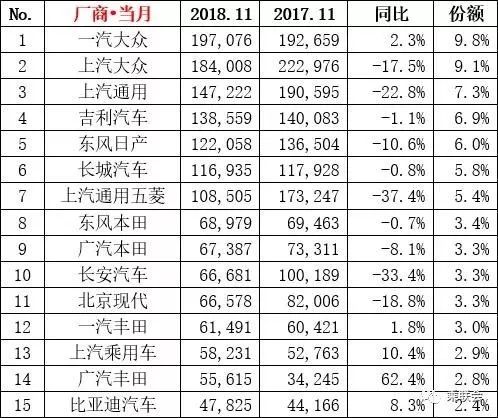 No. 厂商·当月 2018.11 2017.11 同比 份额
1 一汽大众 197,076 192,659 2.3% 9.8%
2 上汽大众 184,008 222,976 -17.5% 9.1%
3 上汽通用 147,222 190,595 -22.8% 7.3%
4 吉利汽车 138,559 140,083 -1.1% 6.9%
5 东风日产 122,058 136,504 -10.6% 6.0%
6 长城汽车 116,935 117,928 -0.8% 5.8%
7 上汽通用五菱 108,505 173,247 -37.4% 5.4%
8 东风本田 68,979 69,463 -0.7% 3.4%
9 广汽本田 67,387 73,311 -8.1% 3.3%
10 长安汽车 66,681 100,189 -33.4% 3.3%
11 北京现代 66,578 82,006 -18.8% 3.3%
12 一汽丰田 61,491 60,421 1.8% 3.0%
13 上汽乘用车 58,231 52,763 10.4% 2.9%
14 广汽丰田 55,615 34,245 62.4% 2.8%
15 比亚迪汽车 47,825 44,166 8.3% 2.4%
乘联会